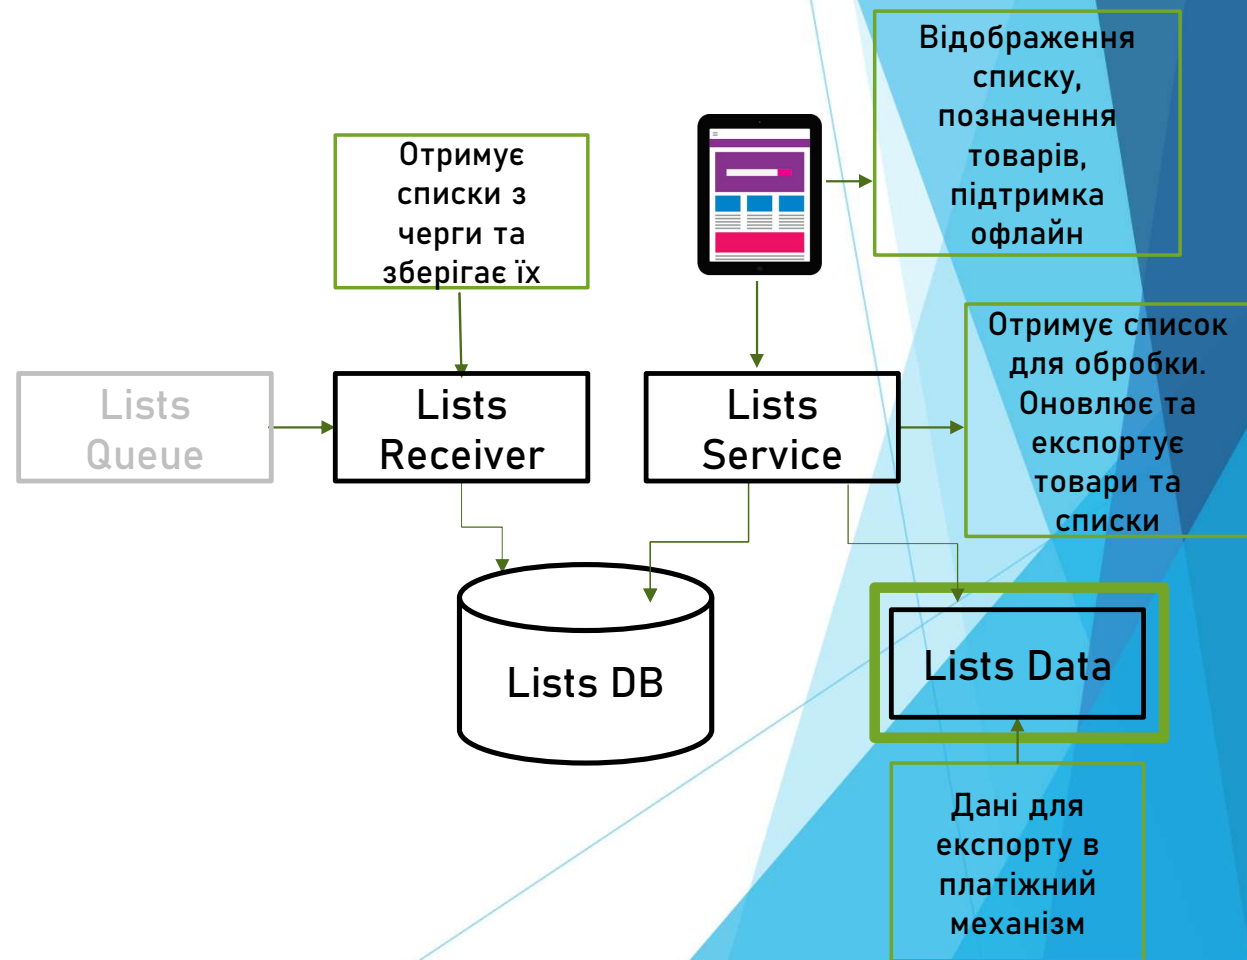 Відображення
списку,
позначення
товарів,
підтримка
офлайн
Отримує
списки з
черги та
зберігає їх
Отримує список
для обробки.
Оновлює та
експортує
товари та
списки
Lists
Queue
Lists
Receiver
Lists
Service
Lists DB
Lists Data
Дані для
експорту в
платіжний
механізм